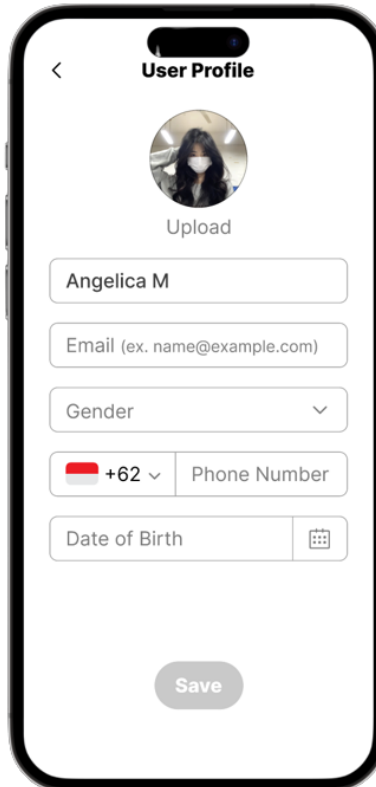 User Profile
Upload
Angelica M
Email (ex. name@example.com)
Gender
+62 Phone Number
Date of Birth
Save